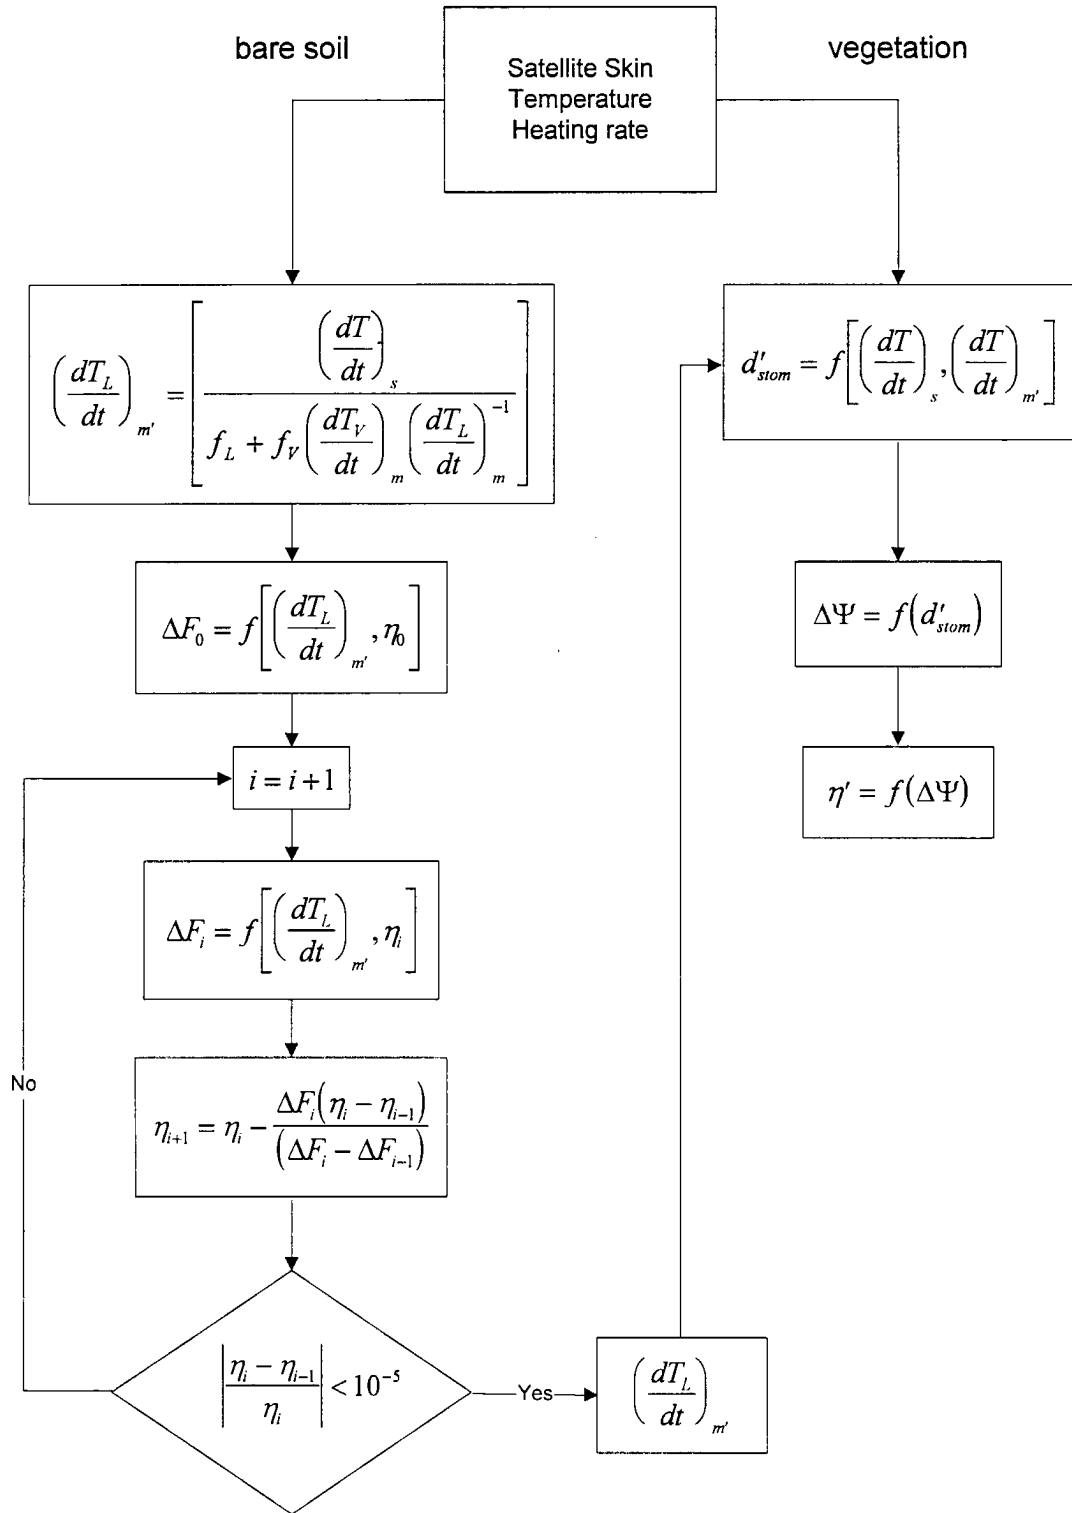 bare soil
vegetation
Satellite Skin
Temperature
Heating rate
(dT_L/dt)_m' = [(dT/dt)_s / (f_L + f_V (dT_V/dt)_m (dT_L/dt)_m^-1)]
d'_stom = f[(dT/dt)_s, (dT/dt)_m']
ΔF_0 = f[(dT_L/dt)_m', η_0]
ΔΨ = f(d'_stom)
i = i+1
η' = f(ΔΨ)
ΔF_i = f[(dT_L/dt)_m', η_i]
η_i+1 = η_i - ΔF_i(η_i - η_i-1) / (ΔF_i - ΔF_i-1)
No
|(η_i - η_i-1) / η_i| < 10^-5
Yes
(dT_L/dt)_m'